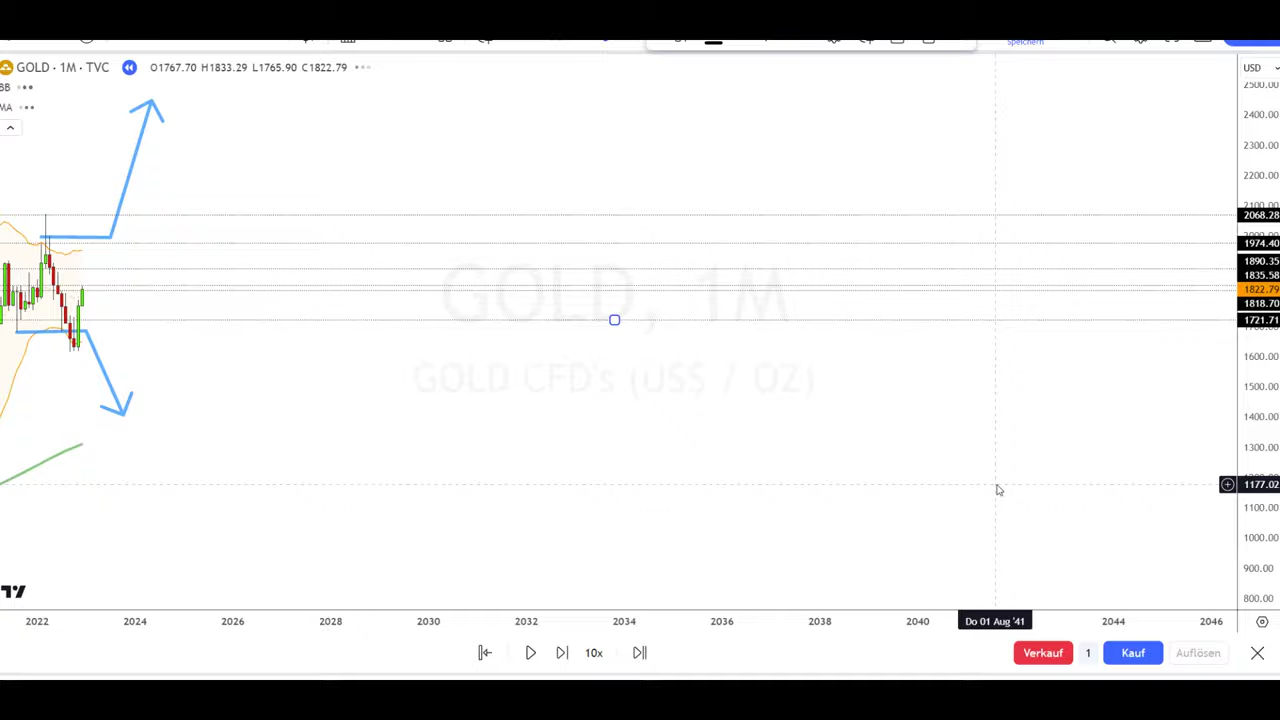 Speichern
GOLD · 1M · TVC O1767.70 H1833.29 L1765.90 C1822.79
BB
MA
USD
2500.00
2400.00
2300.00
2200.00
2100.00
2068.28
1974.40
1890.35
1835.58
1822.79
1818.70
1721.71
1600.00
1500.00
1400.00
1300.00
1177.02
1100.00
1000.00
900.00
800.00
GOLD, 1M
GOLD CFD's (US$ / OZ)
2022 2024 2026 2028 2030 2032 2034 2036 2038 2040 Do 01 Aug '41 2044 2046
10x Verkauf 1 Kauf Auflösen